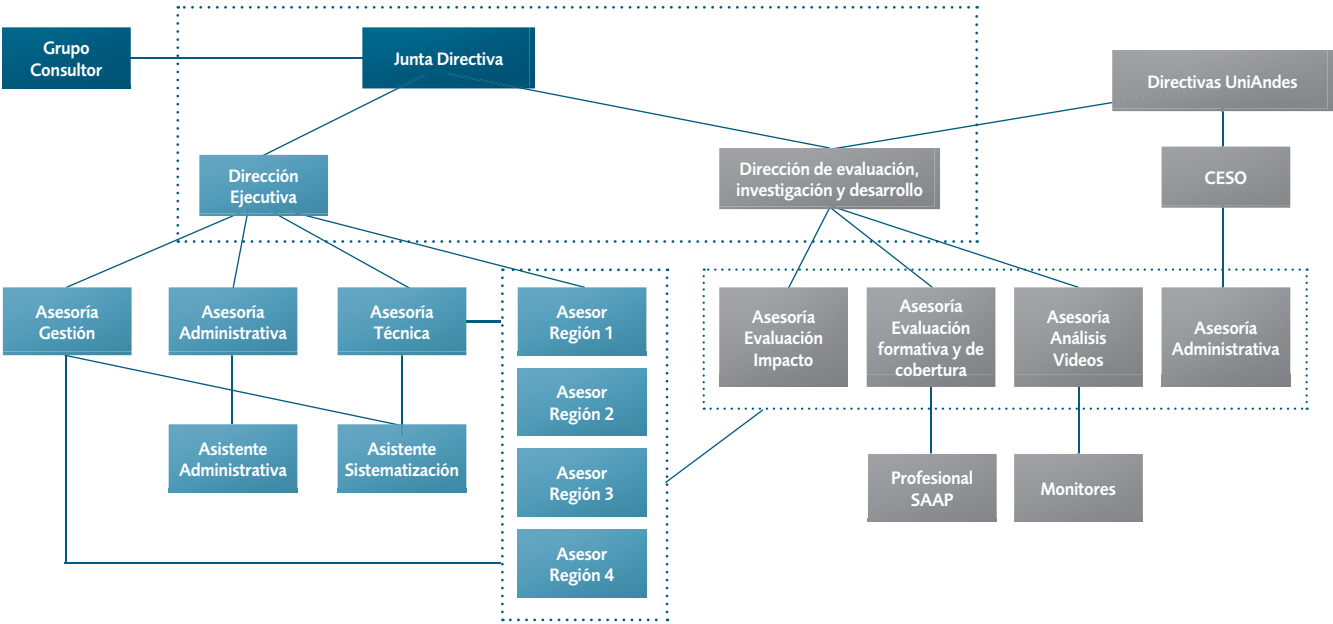 Grupo
Consultor
Junta Directiva
Directivas UniAndes
Dirección
Ejecutiva
Dirección de evaluación,
investigación y desarrollo
CESO
Asesoría
Gestión
Asesoría
Administrativa
Asesoría
Técnica
Asesor
Región 1
Asesor
Región 2
Asesor
Región 3
Asesor
Región 4
Asesoría
Evaluación
Impacto
Asesoría
Evaluación
formativa y de
cobertura
Asesoría
Análisis
Videos
Asesoría
Administrativa
Asistente
Administrativa
Asistente
Sistematización
Profesional
SAAP
Monitores